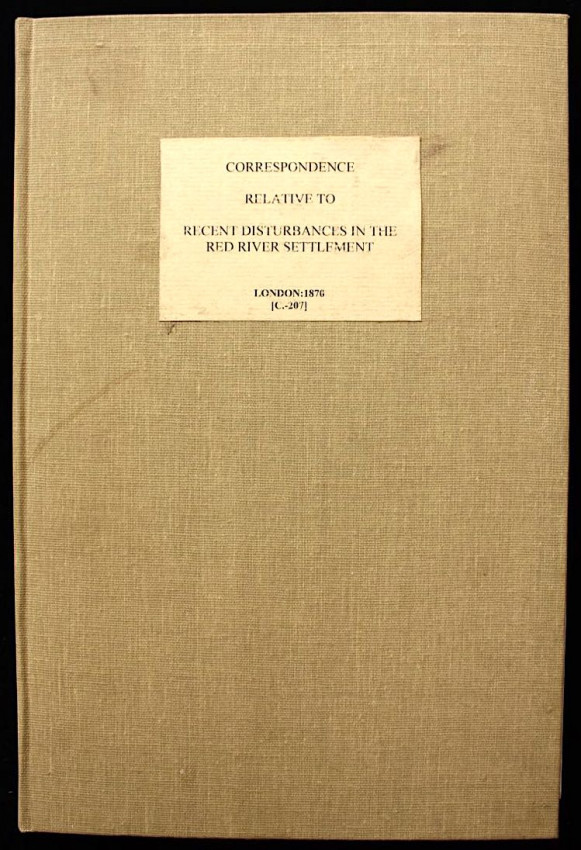 CORRESPONDENCE
RELATIVE TO
RECENT DISTURBANCES IN THE
RED RIVER SETTLEMENT
LONDON:1876
[C.-207]